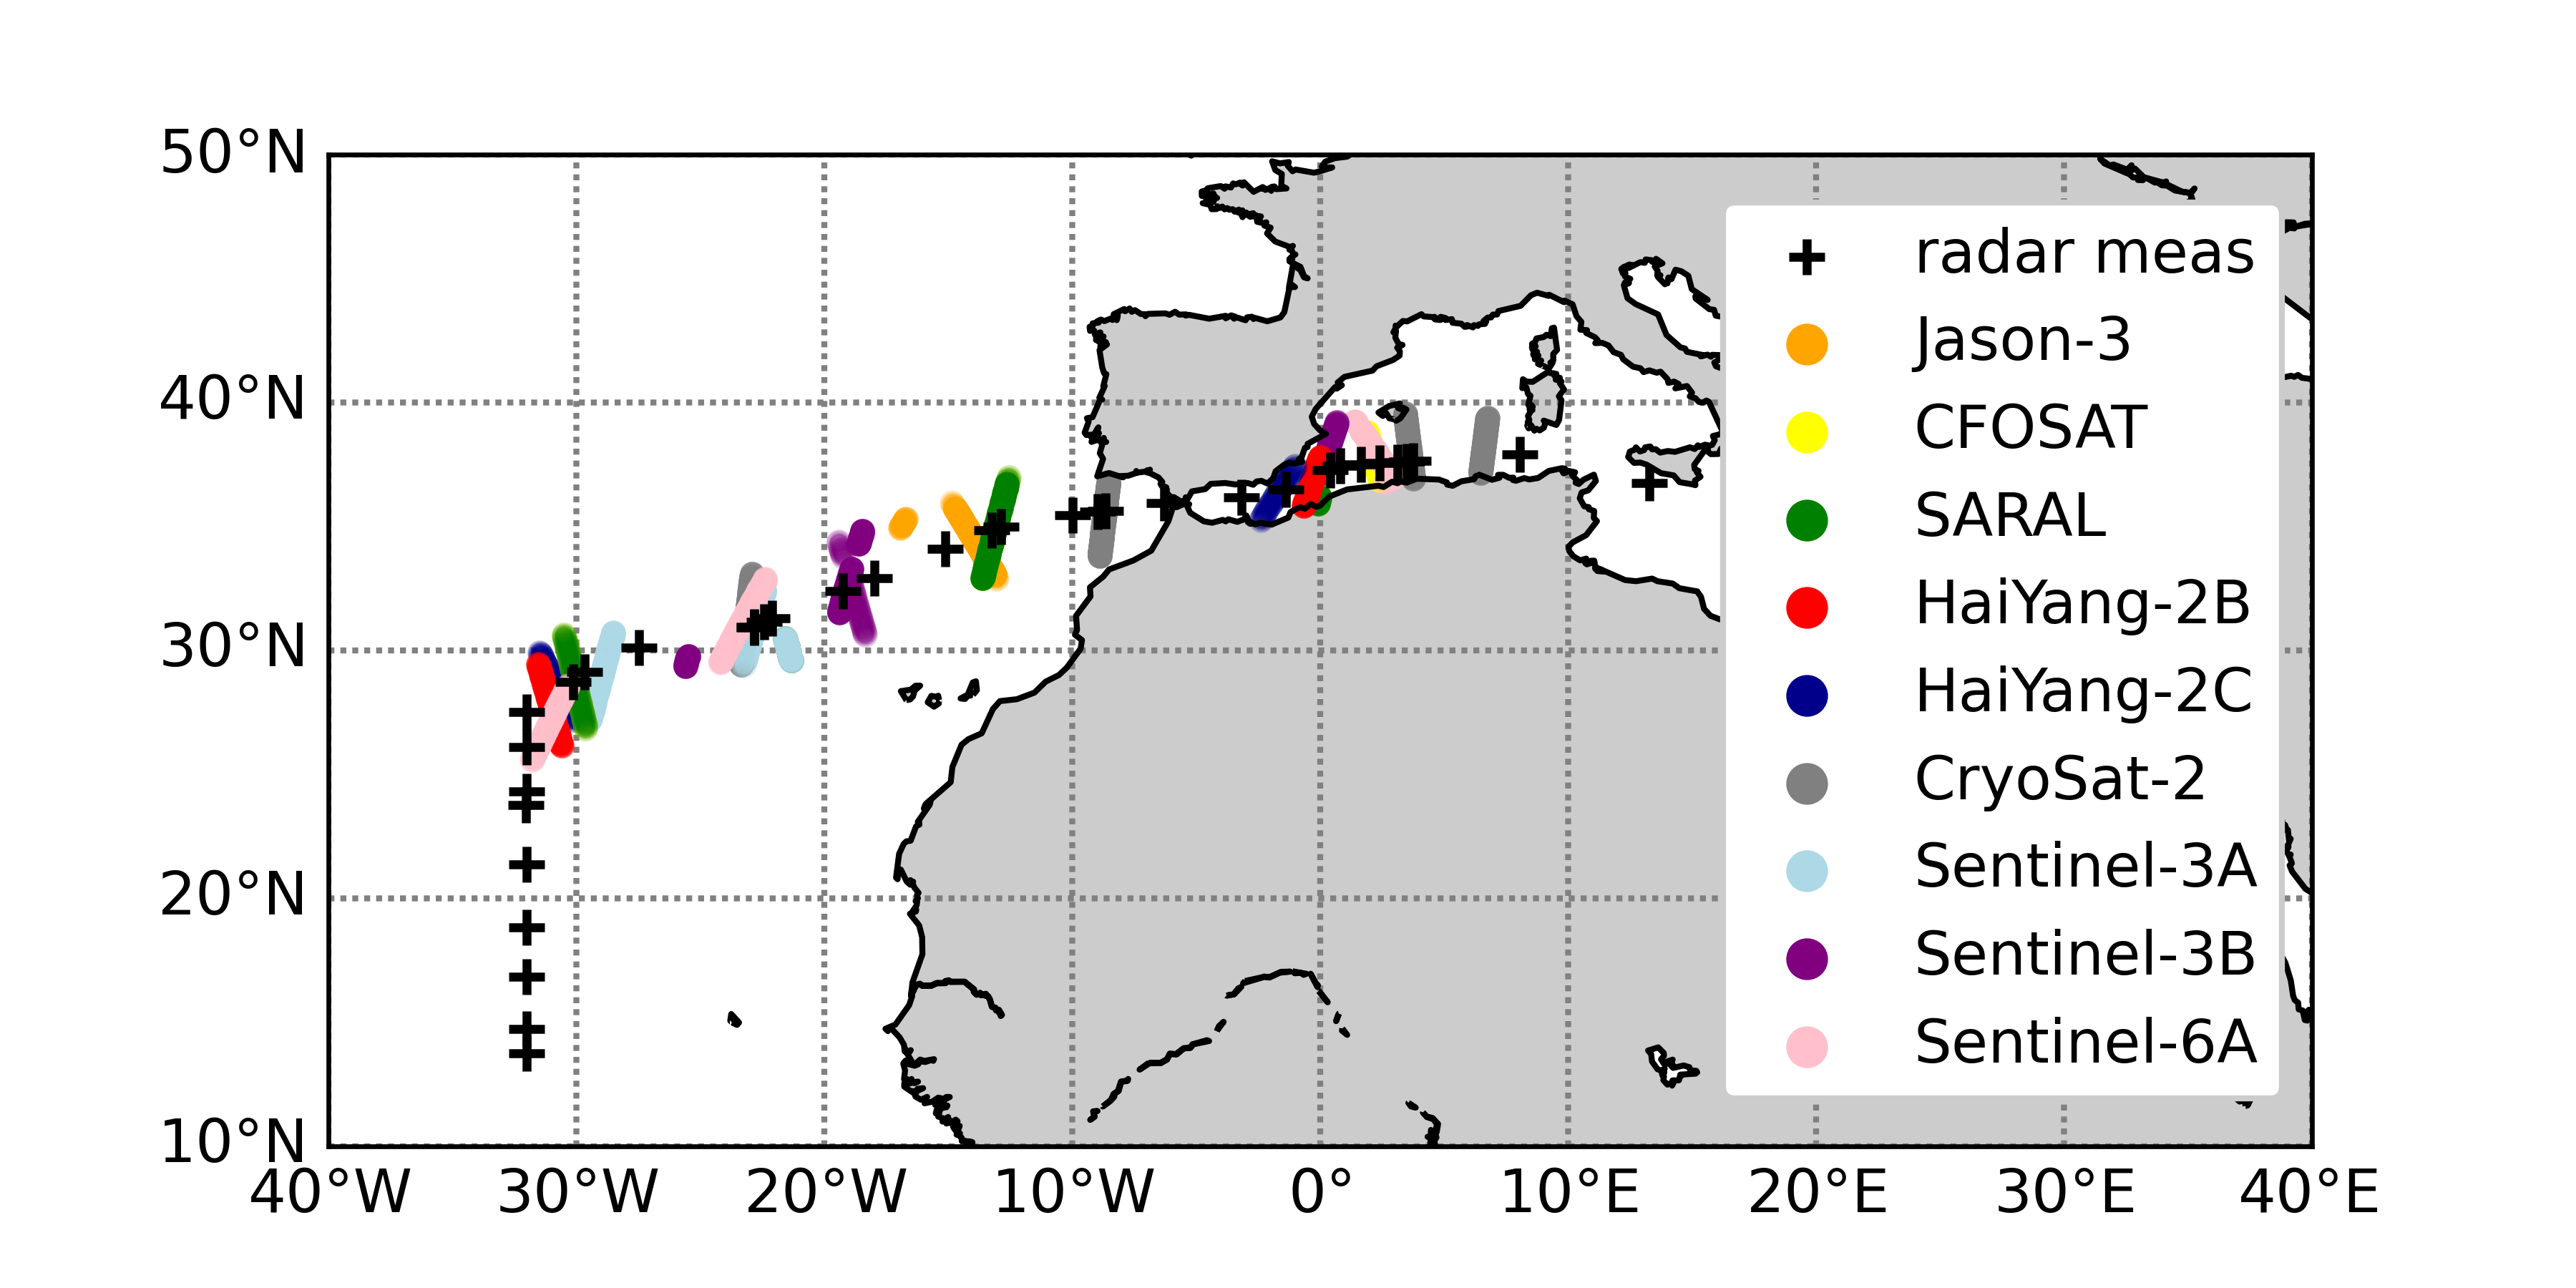 50°N
40°N
30°N
20°N
10°N
40°W 30°W 20°W 10°W 0° 10°E 20°E 30°E 40°E
radar meas
Jason-3
CFOSAT
SARAL
HaiYang-2B
HaiYang-2C
CryoSat-2
Sentinel-3A
Sentinel-3B
Sentinel-6A